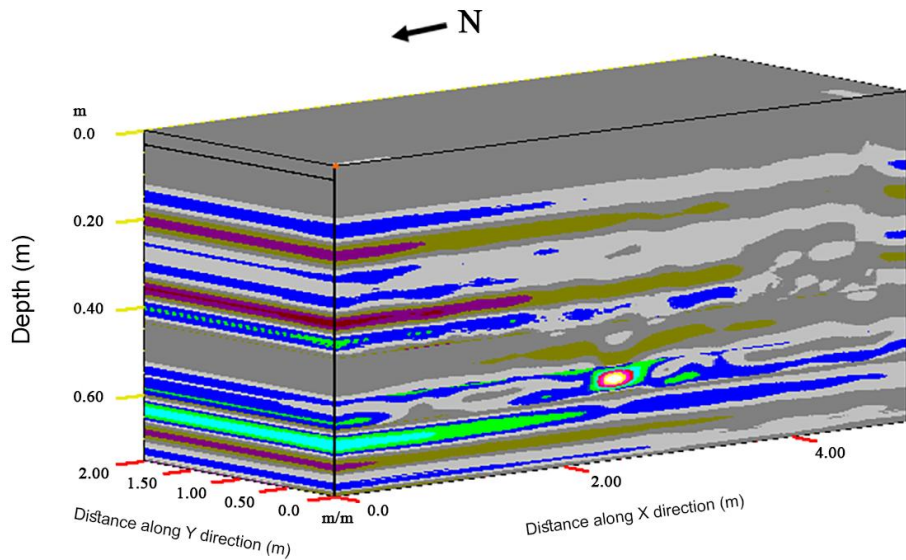 N
m
0.0
0.20
0.40
0.60
Depth (m)
2.00
1.50
1.00
0.50
0.0
m/m
0.0
2.00
4.00
Distance along Y direction (m)
Distance along X direction (m)